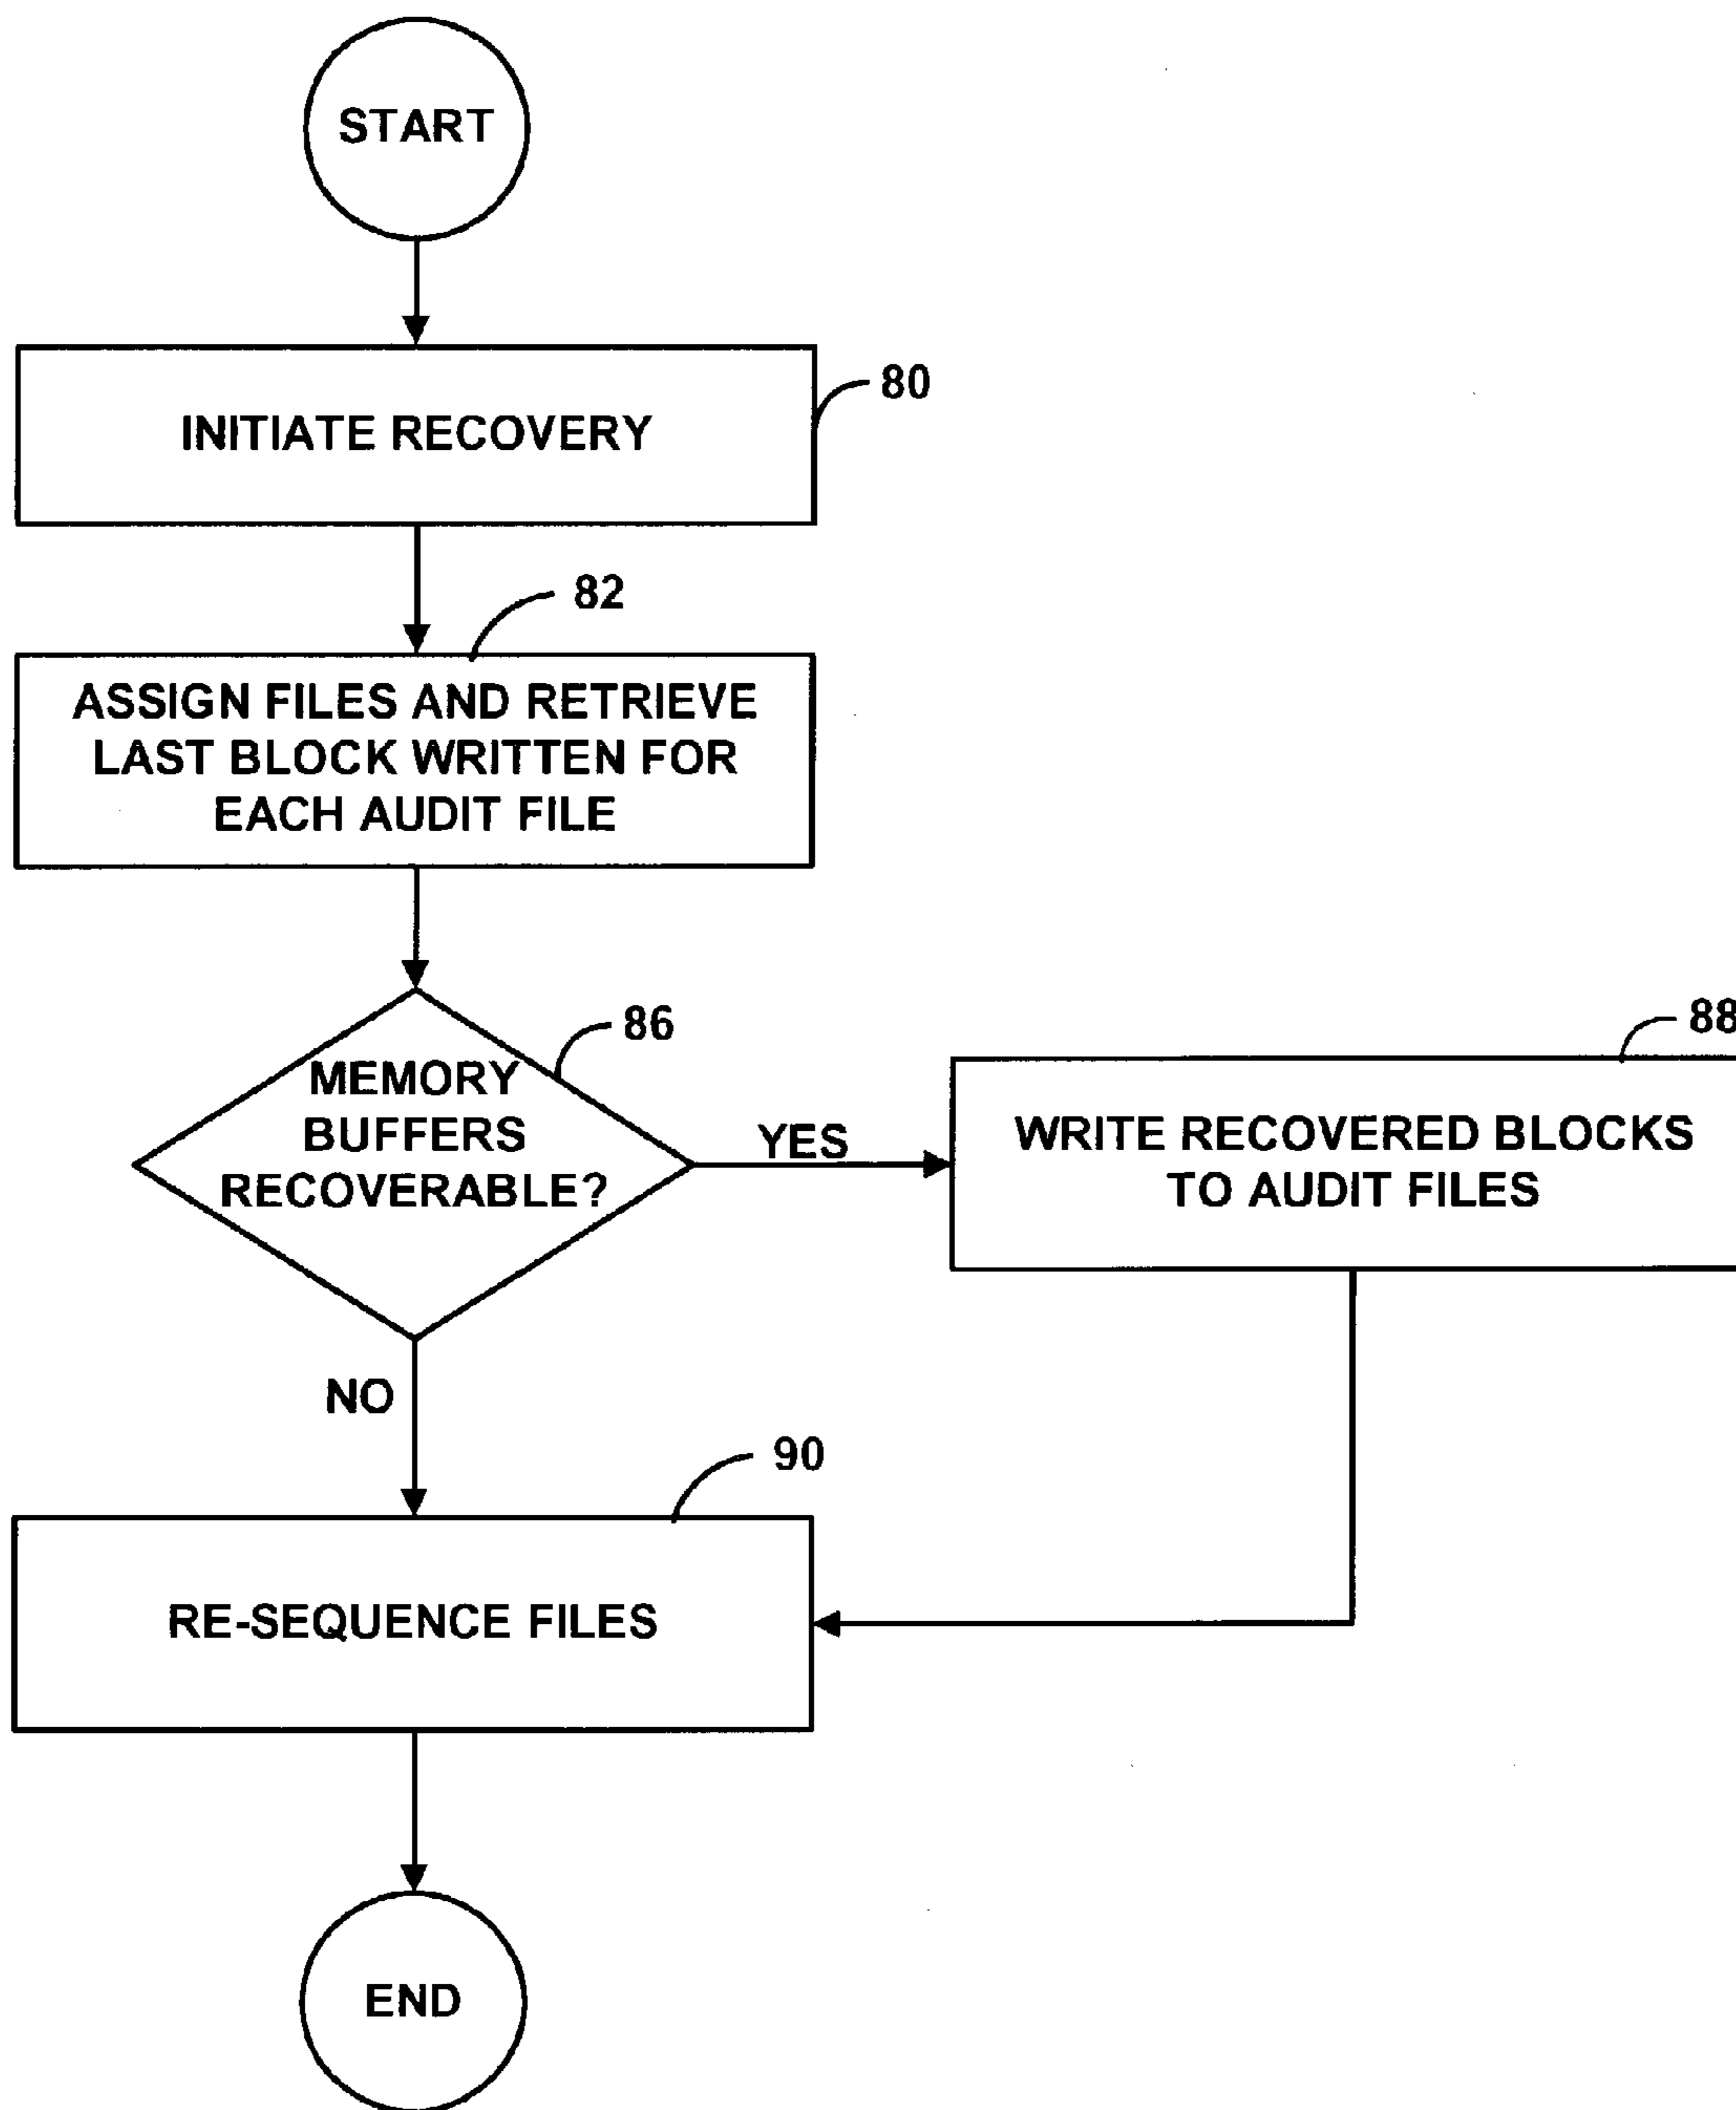 START
INITIATE RECOVERY
80
82
ASSIGN FILES AND RETRIEVE
LAST BLOCK WRITTEN FOR
EACH AUDIT FILE
86
MEMORY
BUFFERS
RECOVERABLE?
YES
88
WRITE RECOVERED BLOCKS
TO AUDIT FILES
NO
90
RE-SEQUENCE FILES
END